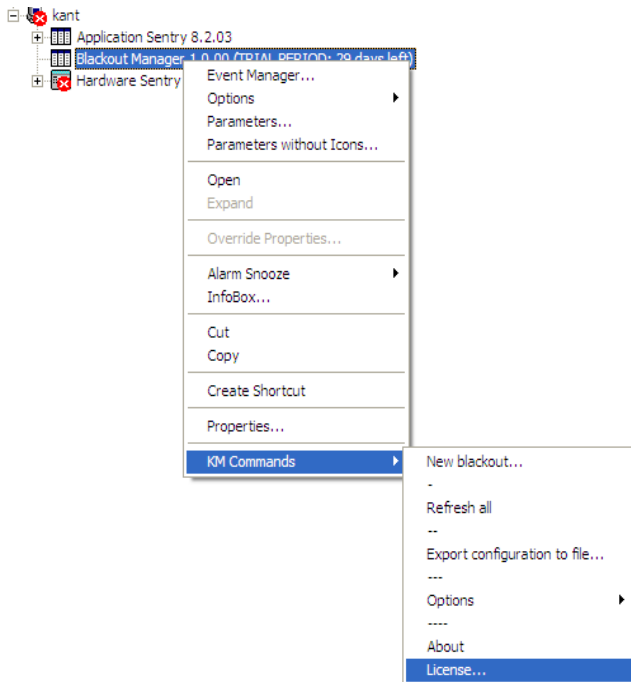 kant
Application Sentry 8.2.03
Blackout Manager 1.0.00 (TRIAL PERIOD: 29 days left)
Hardware Sentry
Event Manager...
Options
Parameters...
Parameters without Icons...
Open
Expand
Override Properties...
Alarm Snooze
InfoBox...
Cut
Copy
Create Shortcut
Properties...
KM Commands
New blackout...
-
Refresh all
--
Export configuration to file...
---
Options
----
About
License...